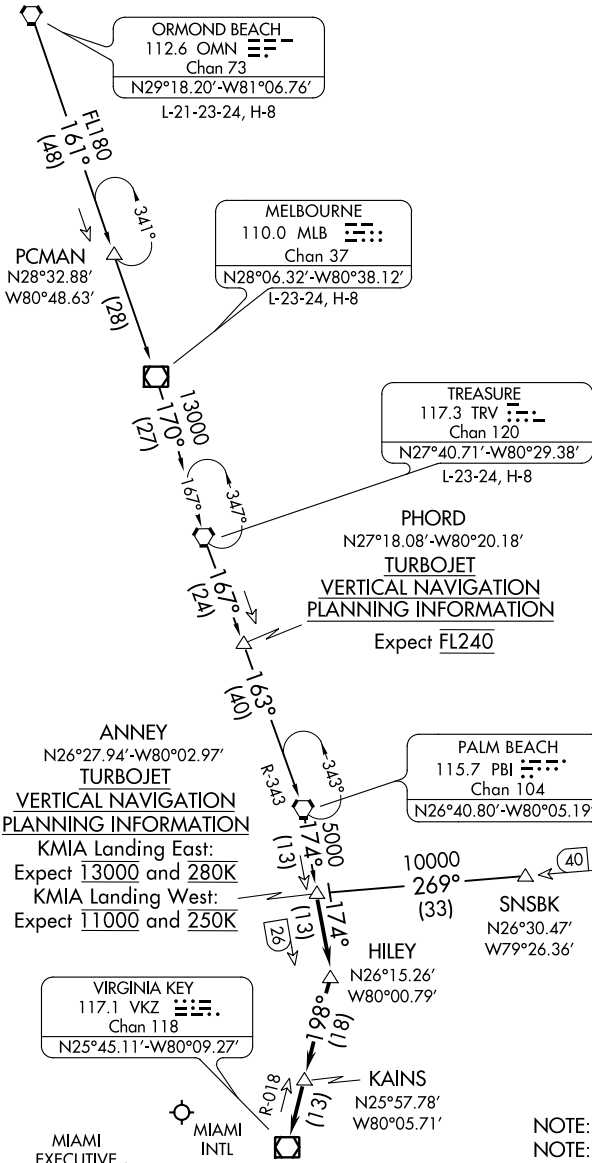 ORMOND BEACH
112.6 OMN
Chan 73
N29°18.20'-W81°06.76'
L-21-23-24, H-8
FL180
161°
(48)
341°
PCMAN
N28°32.88'
W80°48.63'
(28)
MELBOURNE
110.0 MLB
Chan 37
N28°06.32'-W80°38.12'
L-23-24, H-8
13000
170°
(27)
TREASURE
117.3 TRV
Chan 120
N27°40.71'-W80°29.38'
L-23-24, H-8
167°
347°
PHORD
N27°18.08'-W80°20.18'
TURBOJET
VERTICAL NAVIGATION
PLANNING INFORMATION
Expect FL240
167°
(24)
163°
(40)
ANNEY
N26°27.94'-W80°02.97'
TURBOJET
VERTICAL NAVIGATION
PLANNING INFORMATION
KMIA Landing East:
Expect 13000 and 280K
KMIA Landing West:
Expect 11000 and 250K
R-343
343°
PALM BEACH
115.7 PBI
Chan 104
N26°40.80'-W80°05.19'
5000
174°
(13)
10000
269°
(33)
40
SNSBK
N26°30.47'
W79°26.36'
174°
(13)
26
HILEY
N26°15.26'
W80°00.79'
VIRGINIA KEY
117.1 VKZ
Chan 118
N25°45.11'-W80°09.27'
198°
(18)
KAINS
N25°57.78'
W80°05.71'
R-018
(13)
MIAMI
INTL
MIAMI
EXECUTIVE
NOTE:
NOTE: